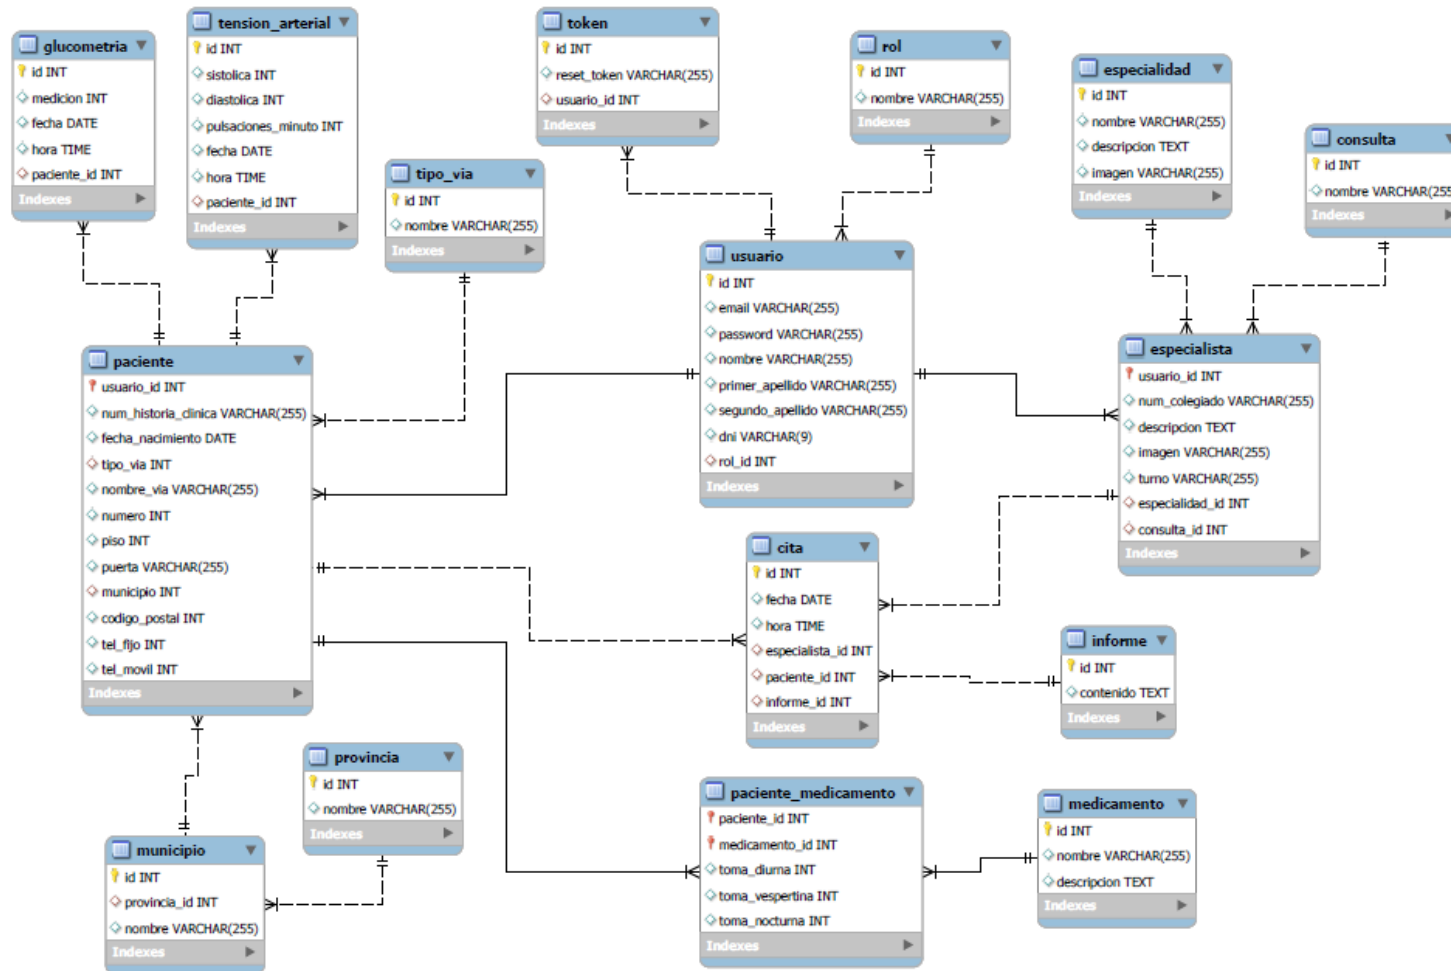 glucometria
id INT
medicion INT
fecha DATE
hora TIME
paciente_id INT
Indexes
tension_arterial
id INT
sistolica INT
diastolica INT
pulsaciones_minuto INT
fecha DATE
hora TIME
paciente_id INT
Indexes
tipo_via
id INT
nombre VARCHAR(255)
Indexes
token
id INT
reset_token VARCHAR(255)
usuario_id INT
Indexes
rol
id INT
nombre VARCHAR(255)
Indexes
especialidad
id INT
nombre VARCHAR(255)
descripcion TEXT
imagen VARCHAR(255)
Indexes
consulta
id INT
nombre VARCHAR(255
Indexes
paciente
usuario_id INT
num_historia_clinica VARCHAR(255)
fecha_nacimiento DATE
tipo_via INT
nombre_via VARCHAR(255)
numero INT
piso INT
puerta VARCHAR(255)
municipio INT
codigo_postal INT
tel_fijo INT
tel_movil INT
Indexes
usuario
id INT
email VARCHAR(255)
password VARCHAR(255)
nombre VARCHAR(255)
primer_apellido VARCHAR(255)
segundo_apellido VARCHAR(255)
dni VARCHAR(9)
rol_id INT
Indexes
especialista
usuario_id INT
num_colegiado VARCHAR(255)
descripcion TEXT
imagen VARCHAR(255)
turno VARCHAR(255)
especialidad_id INT
consulta_id INT
Indexes
cita
id INT
fecha DATE
hora TIME
especialista_id INT
paciente_id INT
informe_id INT
Indexes
informe
id INT
contenido TEXT
Indexes
provincia
id INT
nombre VARCHAR(255)
Indexes
municipio
id INT
provincia_id INT
nombre VARCHAR(255)
Indexes
paciente_medicamento
paciente_id INT
medicamento_id INT
toma_diurna INT
toma_vespertina INT
toma_nocturna INT
Indexes
medicamento
id INT
nombre VARCHAR(255)
descripcion TEXT
Indexes